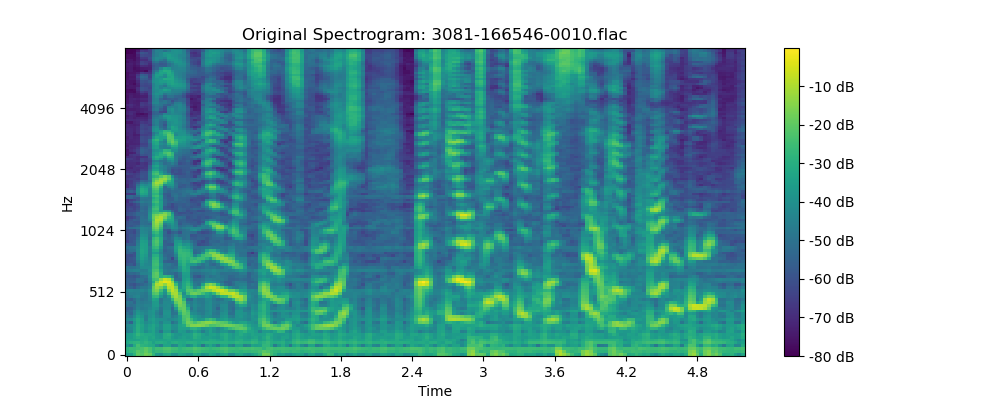 Original Spectrogram: 3081-166546-0010.flac
Hz
4096
2048
1024
512
0
0 0.6 1.2 1.8 2.4 3 3.6 4.2 4.8
Time
-10 dB
-20 dB
-30 dB
-40 dB
-50 dB
-60 dB
-70 dB
-80 dB